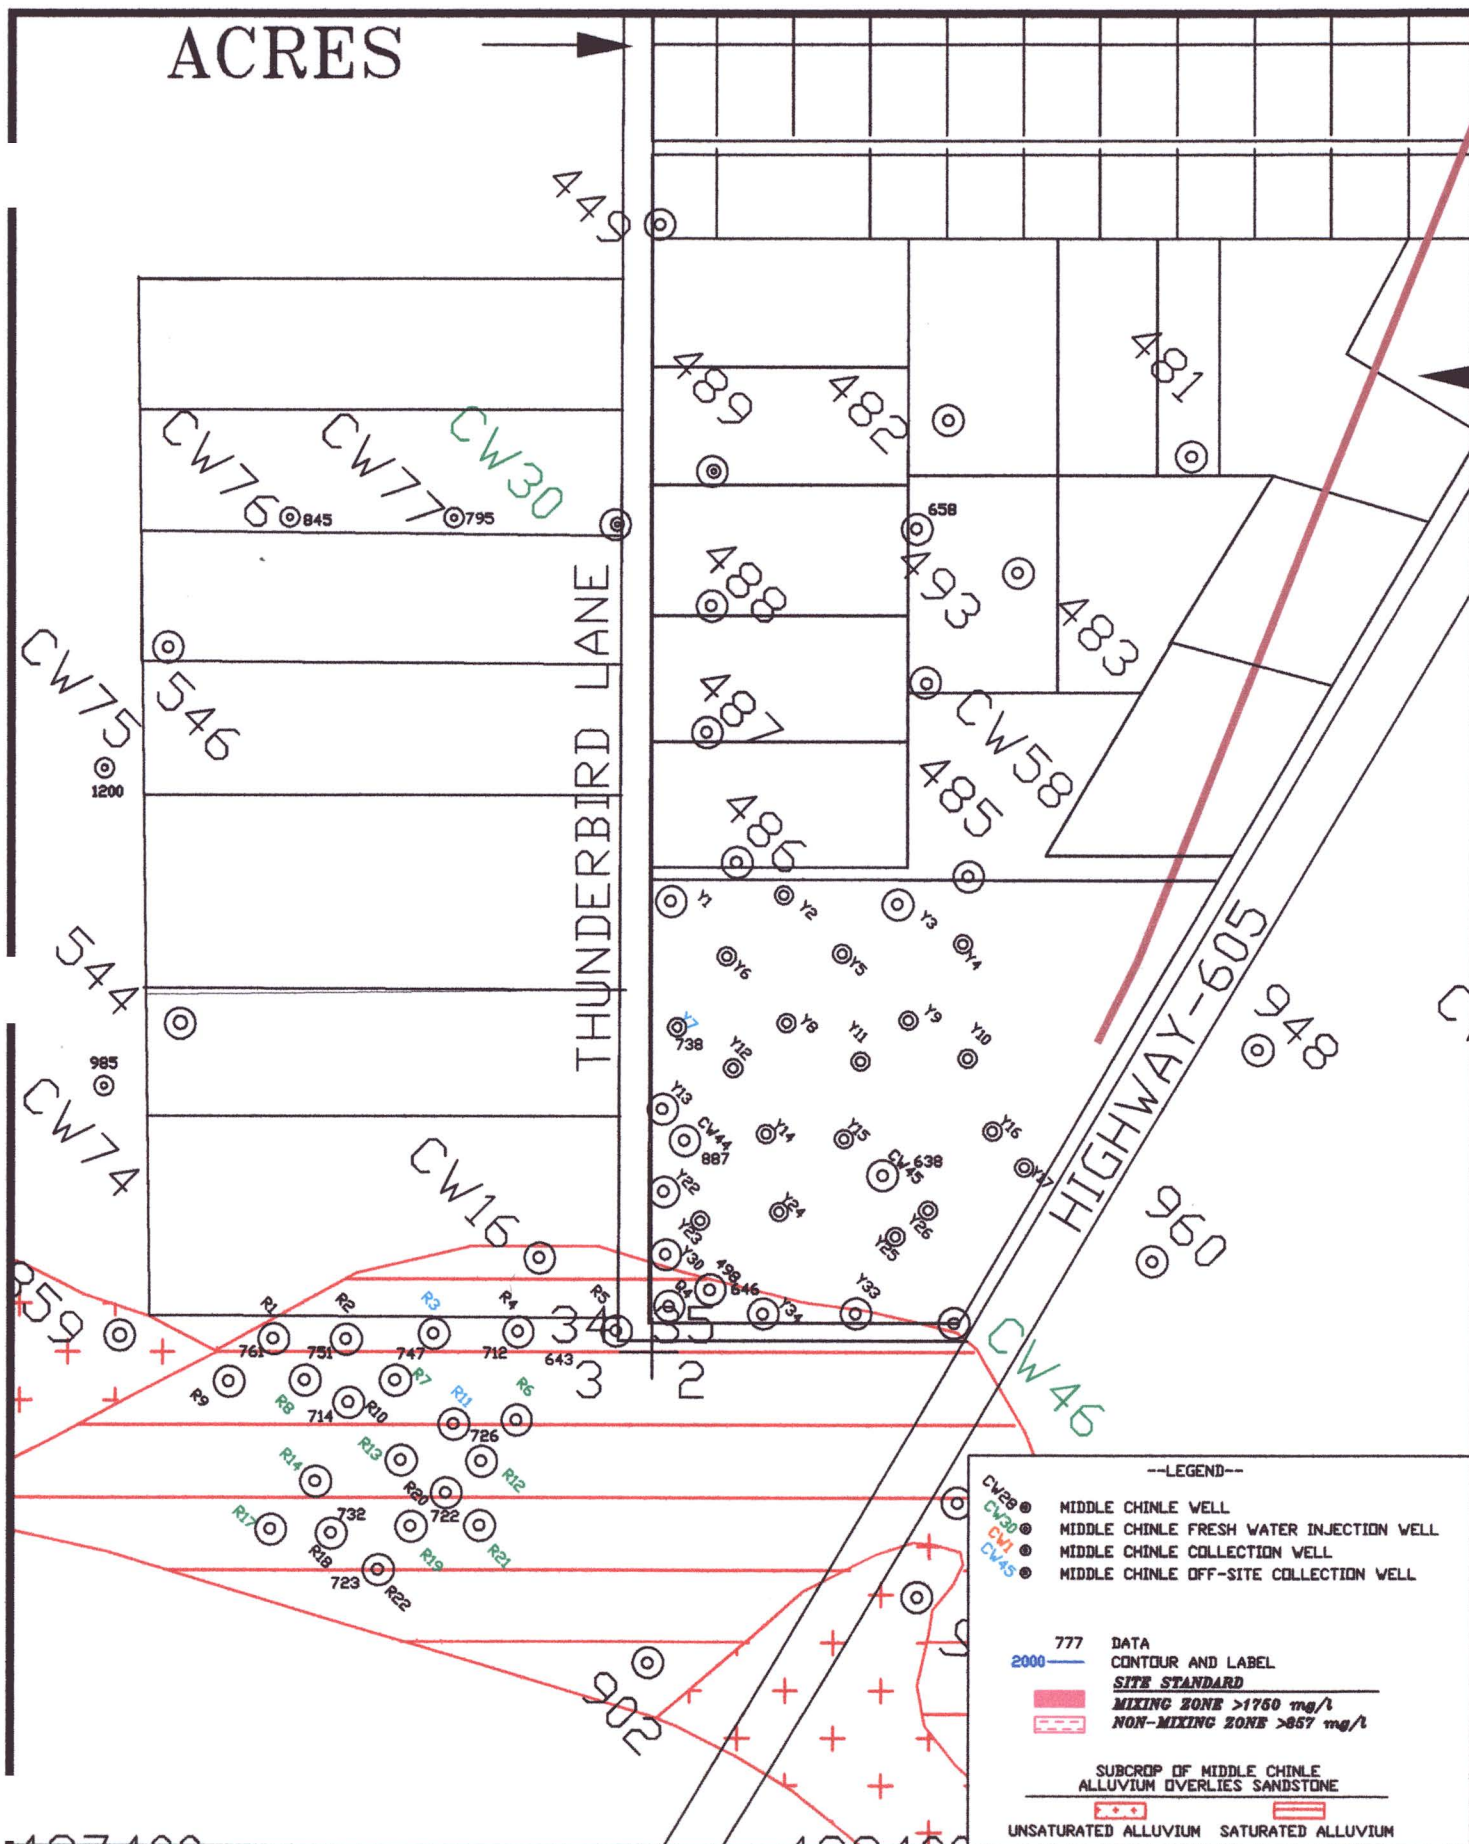 ACRES
449
489
482
481
CW76
845
CW77
795
CW30
658
488
493
483
CW75
1200
546
487
CW58
485
486
THUNDERBIRD LANE
Y1
Y2
Y3
Y4
Y5
Y6
544
985
CW74
Y7
738
Y8
Y9
Y10
Y11
Y12
HIGHWAY-605
948
Y13
CW44
887
Y14
Y15
CW45
638
Y16
Y17
CW16
Y22
Y23
Y24
Y25
Y26
960
Y30
498
646
Q4
Y34
Y33
859
R1
R2
R3
R4
R5
34
35
3
2
761
751
747
712
643
CW46
R9
R8
714
R10
R7
R11
726
R6
R14
R13
R12
R20
722
R17
732
R18
R19
R21
723
R22
902
--LEGEND--
CW28 MIDDLE CHINLE WELL
CW30 MIDDLE CHINLE FRESH WATER INJECTION WELL
CW1 MIDDLE CHINLE COLLECTION WELL
CW45 MIDDLE CHINLE OFF-SITE COLLECTION WELL
777 DATA
2000 CONTOUR AND LABEL
SITE STANDARD
MIXING ZONE >1750 mg/l
NON-MIXING ZONE >857 mg/l
SUBCROP OF MIDDLE CHINLE
ALLUVIUM OVERLIES SANDSTONE
UNSATURATED ALLUVIUM SATURATED ALLUVIUM